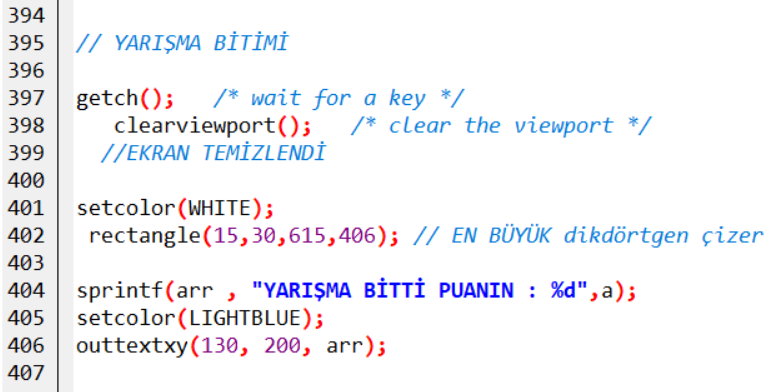 394
395 // YARIŞMA BİTİMİ
396
397 getch(); /* wait for a key */
398 clearviewport(); /* clear the viewport */
399 //EKRAN TEMİZLENDİ
400
401 setcolor(WHITE);
402 rectangle(15,30,615,406); // EN BÜYÜK dikdörtgen çizer
403
404 sprintf(arr , "YARIŞMA BİTTİ PUANIN : %d",a);
405 setcolor(LIGHTBLUE);
406 outtextxy(130, 200, arr);
407